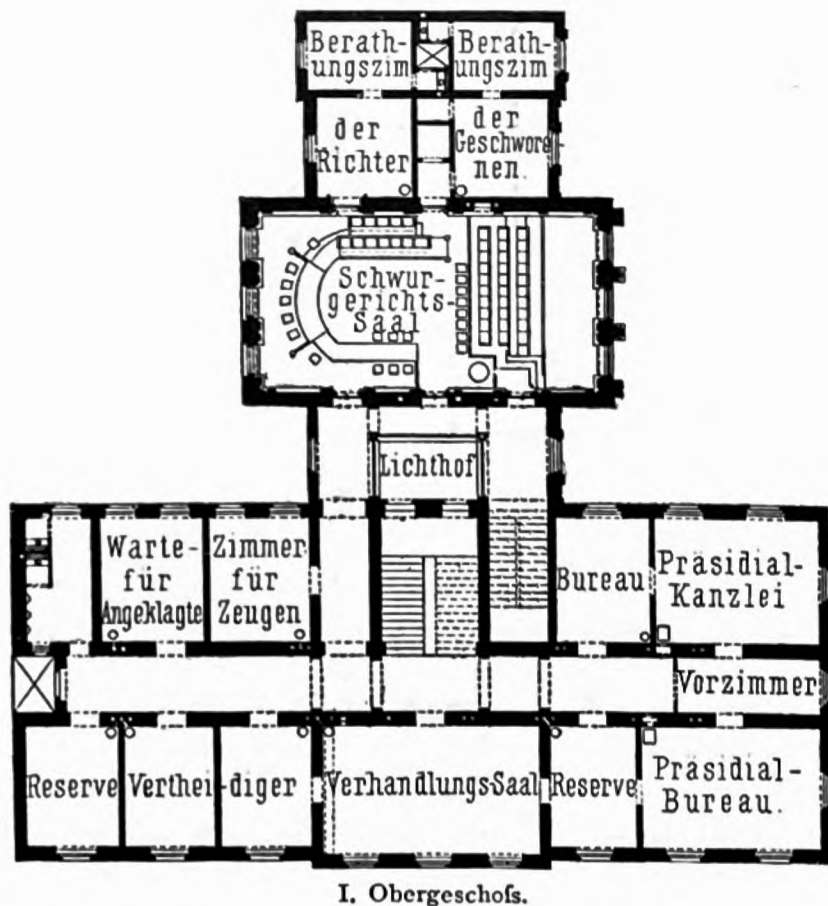 Berath-
ungszim
Berath-
ungszim
der
Richter
der
Geschwore-
nen.
Schwur-
gerichts-
Saal
Lichthof
Warte-
für
Angeklagte
Zimmer
für
Zeugen
Bureau
Präsidial-
Kanzlei
Vorzimmer
Reserve
Verthei-diger
Verhandlungs-Saal
Reserve
Präsidial-
Bureau.
I. Obergeschoſs.